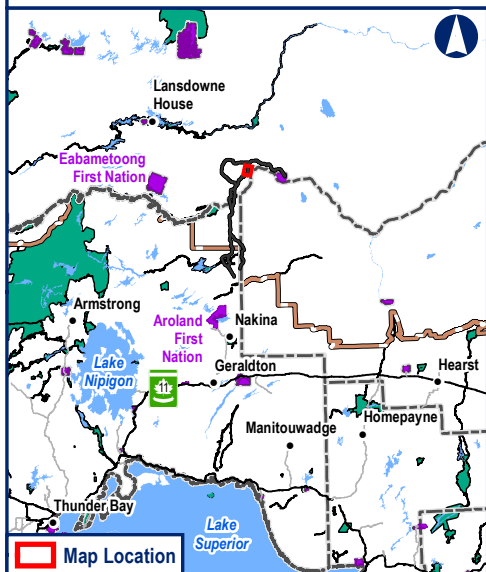 Lansdowne
House
Eabametoong
First Nation
Armstrong
Aroland
First
Nation
Nakina
Lake
Nipigon
Geraldton
Hearst
11
Manitouwadge
Homepayne
Thunder Bay
Lake
Superior
Map Location